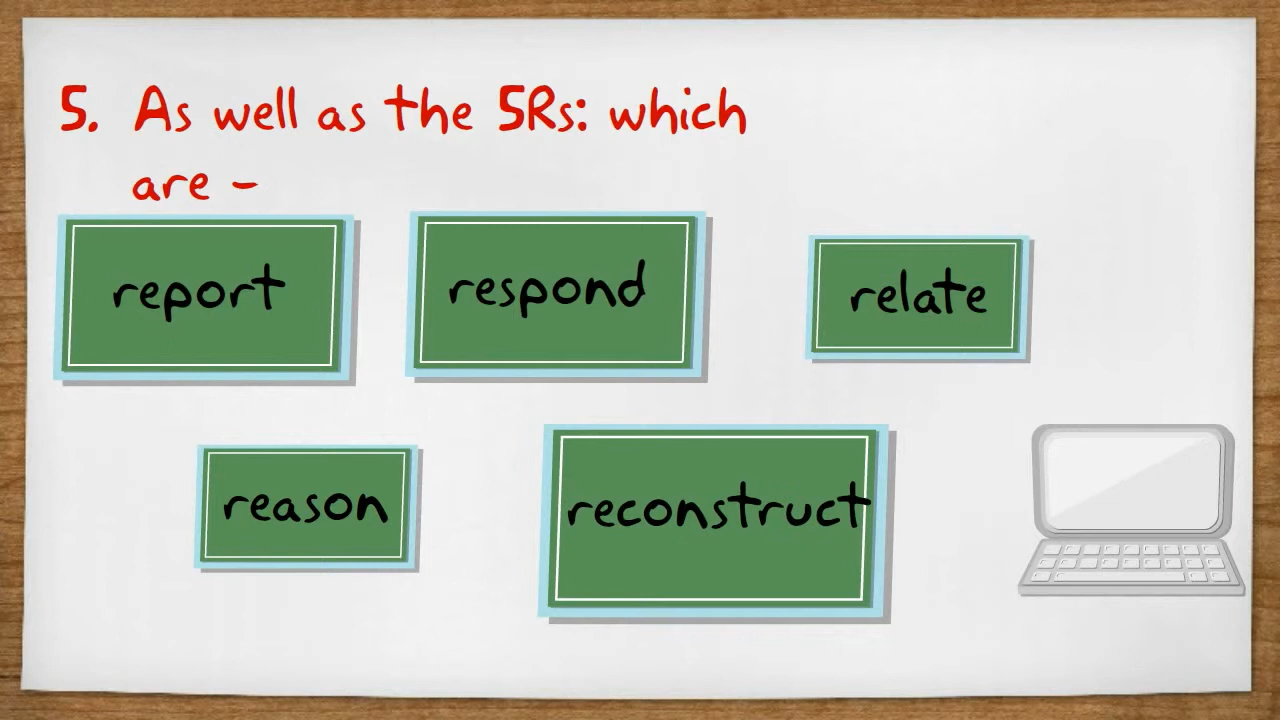 5. As well as the 5Rs: which
are -
report
respond
relate
reason
reconstruct